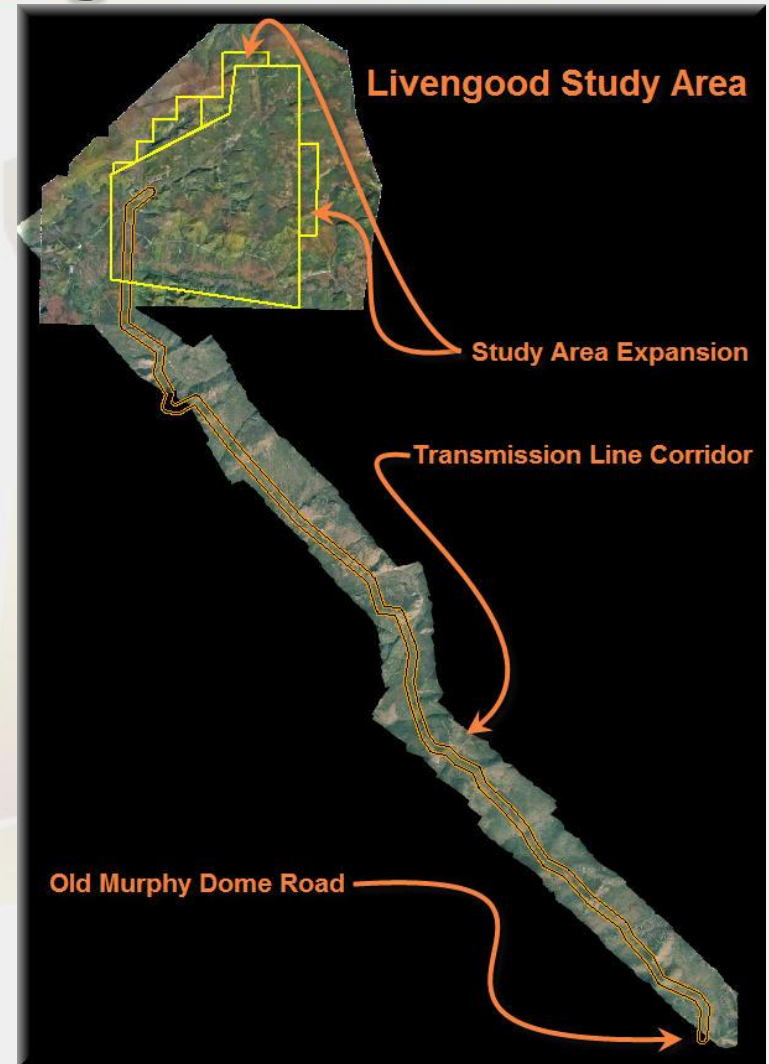 Livengood Study Area
Study Area Expansion
Transmission Line Corridor
Old Murphy Dome Road